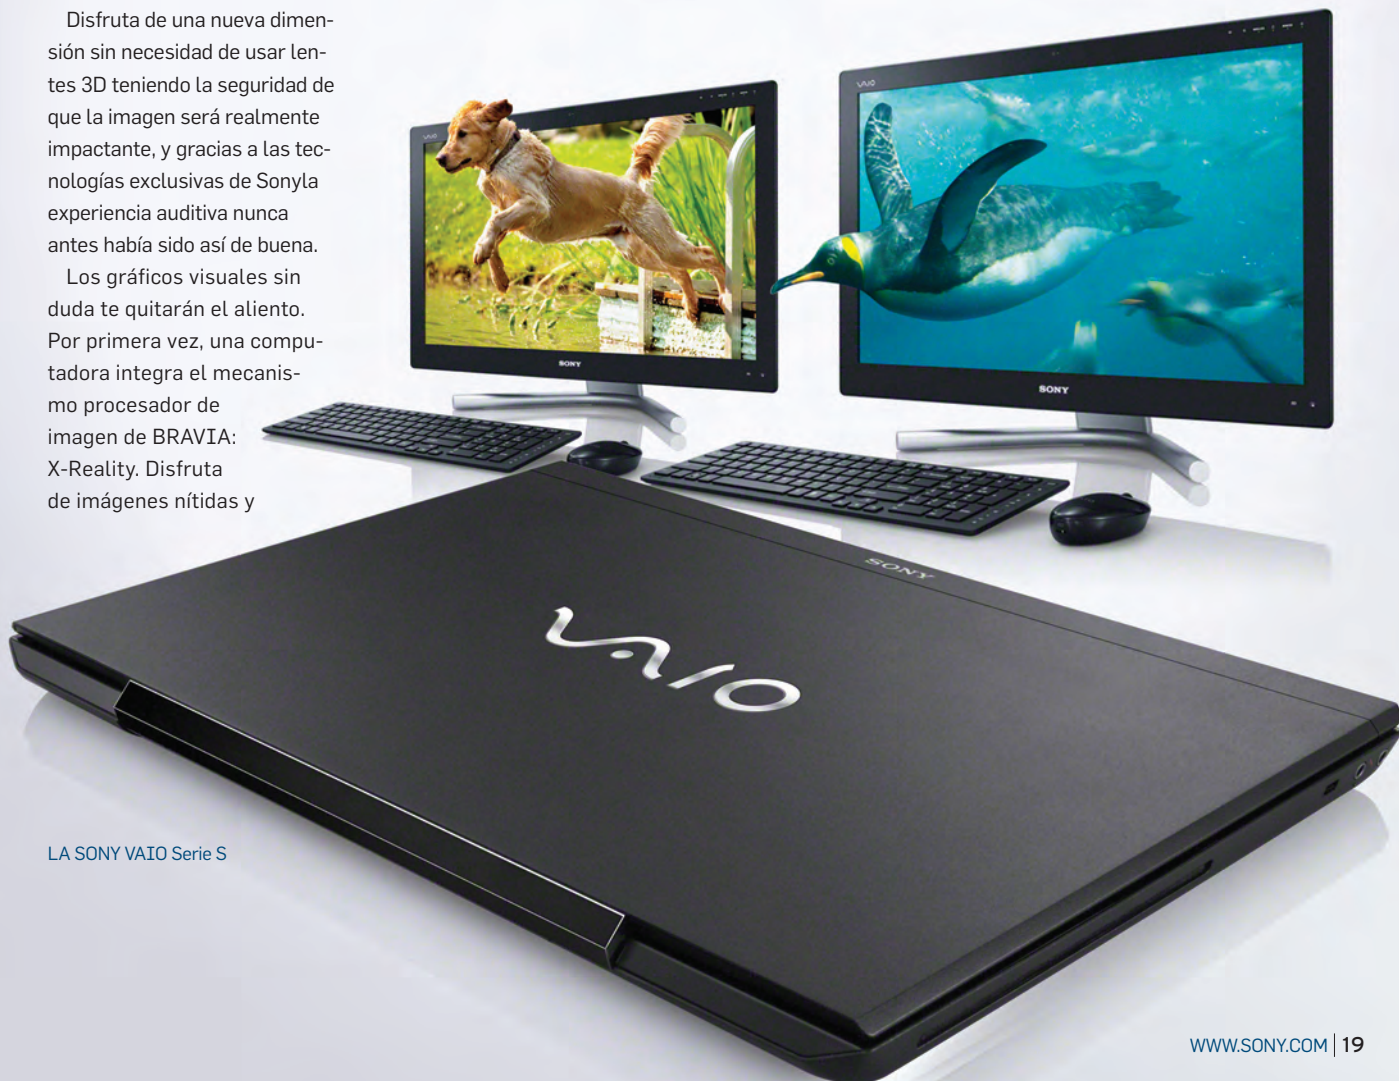 Disfruta de una nueva dimen-
sión sin necesidad de usar len-
tes 3D teniendo la seguridad de
que la imagen será realmente
impactante, y gracias a las tec-
nologías exclusivas de Sonyla
experiencia auditiva nunca
antes había sido así de buena.
Los gráficos visuales sin
duda te quitarán el aliento.
Por primera vez, una compu-
tadora integra el mecanis-
mo procesador de
imagen de BRAVIA:
X-Reality. Disfruta
de imágenes nítidas y
VAIO
SONY
VAIO
SONY
SONY
VAIO
LA SONY VAIO Serie S
WWW.SONY.COM | 19